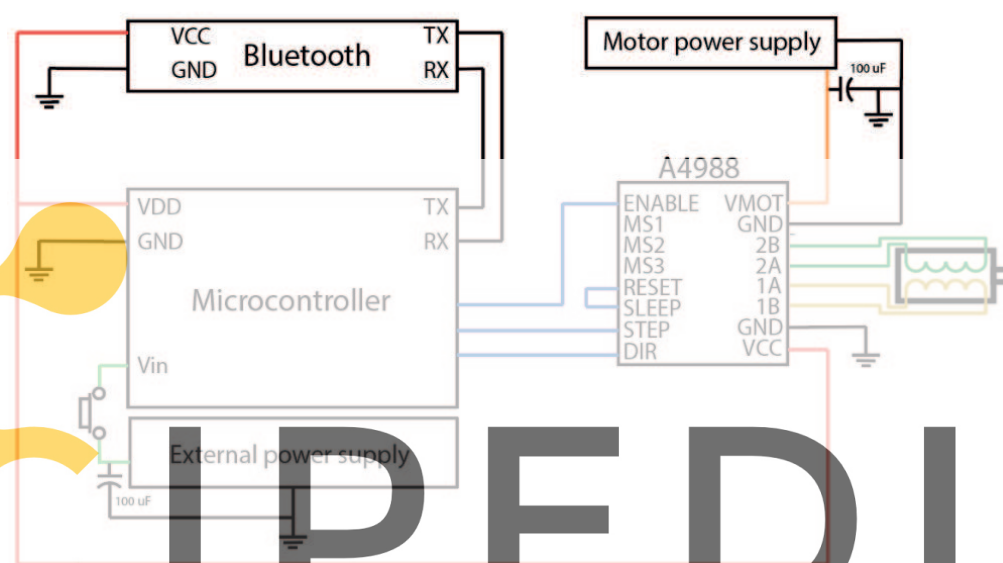 VCC
GND
Bluetooth
TX
RX
Motor power supply
100 uF
A4988
VDD
GND
Microcontroller
Vin
TX
RX
ENABLE
MS1
MS2
MS3
RESET
SLEEP
STEP
DIR
VMOT
GND
2B
2A
1A
1B
GND
VCC
External power supply
100 uF